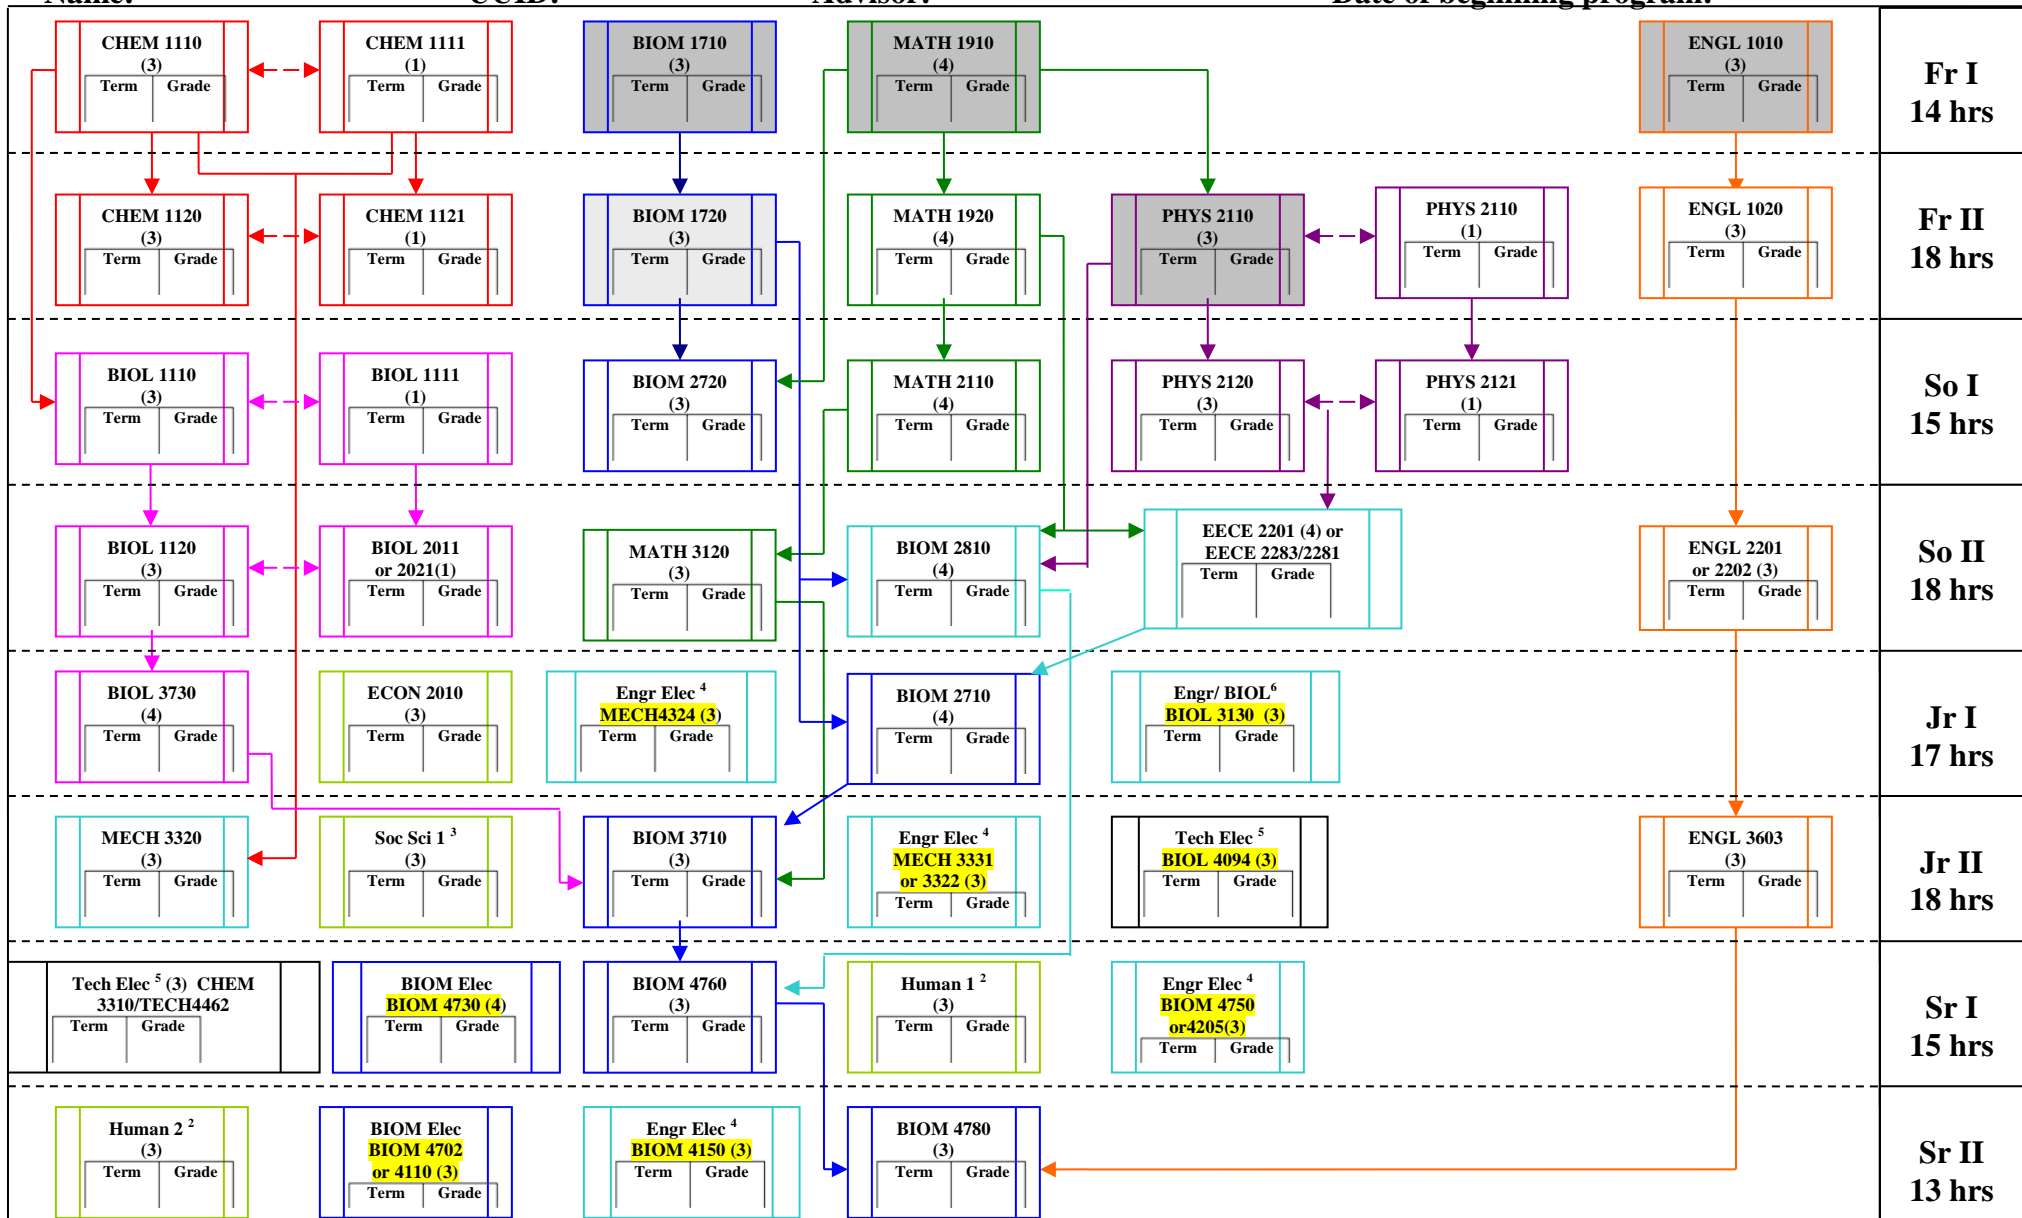 Name: UUID: Advisor: Date of beginning program:
CHEM 1110
(3)
Term Grade
CHEM 1111
(1)
Term Grade
BIOM 1710
(3)
Term Grade
MATH 1910
(4)
Term Grade
ENGL 1010
(3)
Term Grade
Fr I
14 hrs
CHEM 1120
(3)
Term Grade
CHEM 1121
(1)
Term Grade
BIOM 1720
(3)
Term Grade
MATH 1920
(4)
Term Grade
PHYS 2110
(3)
Term Grade
PHYS 2110
(1)
Term Grade
ENGL 1020
(3)
Term Grade
Fr II
18 hrs
BIOL 1110
(3)
Term Grade
BIOL 1111
(1)
Term Grade
BIOM 2720
(3)
Term Grade
MATH 2110
(4)
Term Grade
PHYS 2120
(3)
Term Grade
PHYS 2121
(1)
Term Grade
So I
15 hrs
BIOL 1120
(3)
Term Grade
BIOL 2011
or 2021(1)
Term Grade
MATH 3120
(3)
Term Grade
BIOM 2810
(4)
Term Grade
EECE 2201 (4) or
EECE 2283/2281
Term Grade
ENGL 2201
or 2202 (3)
Term Grade
So II
18 hrs
BIOL 3730
(4)
Term Grade
ECON 2010
(3)
Term Grade
Engr Elec 4
MECH4324 (3)
Term Grade
BIOM 2710
(4)
Term Grade
Engr/ BIOL6
BIOL 3130 (3)
Term Grade
Jr I
17 hrs
MECH 3320
(3)
Term Grade
Soc Sci 1 3
(3)
Term Grade
BIOM 3710
(3)
Term Grade
Engr Elec 4
MECH 3331
or 3322 (3)
Term Grade
Tech Elec 5
BIOL 4094 (3)
Term Grade
ENGL 3603
(3)
Term Grade
Jr II
18 hrs
Tech Elec 5 (3) CHEM
3310/TECH4462
Term Grade
BIOM Elec
BIOM 4730 (4)
Term Grade
BIOM 4760
(3)
Term Grade
Human 1 2
(3)
Term Grade
Engr Elec 4
BIOM 4750
or4205(3)
Term Grade
Sr I
15 hrs
Human 2 2
(3)
Term Grade
BIOM Elec
BIOM 4702
or 4110 (3)
Term Grade
Engr Elec 4
BIOM 4150 (3)
Term Grade
BIOM 4780
(3)
Term Grade
Sr II
13 hrs